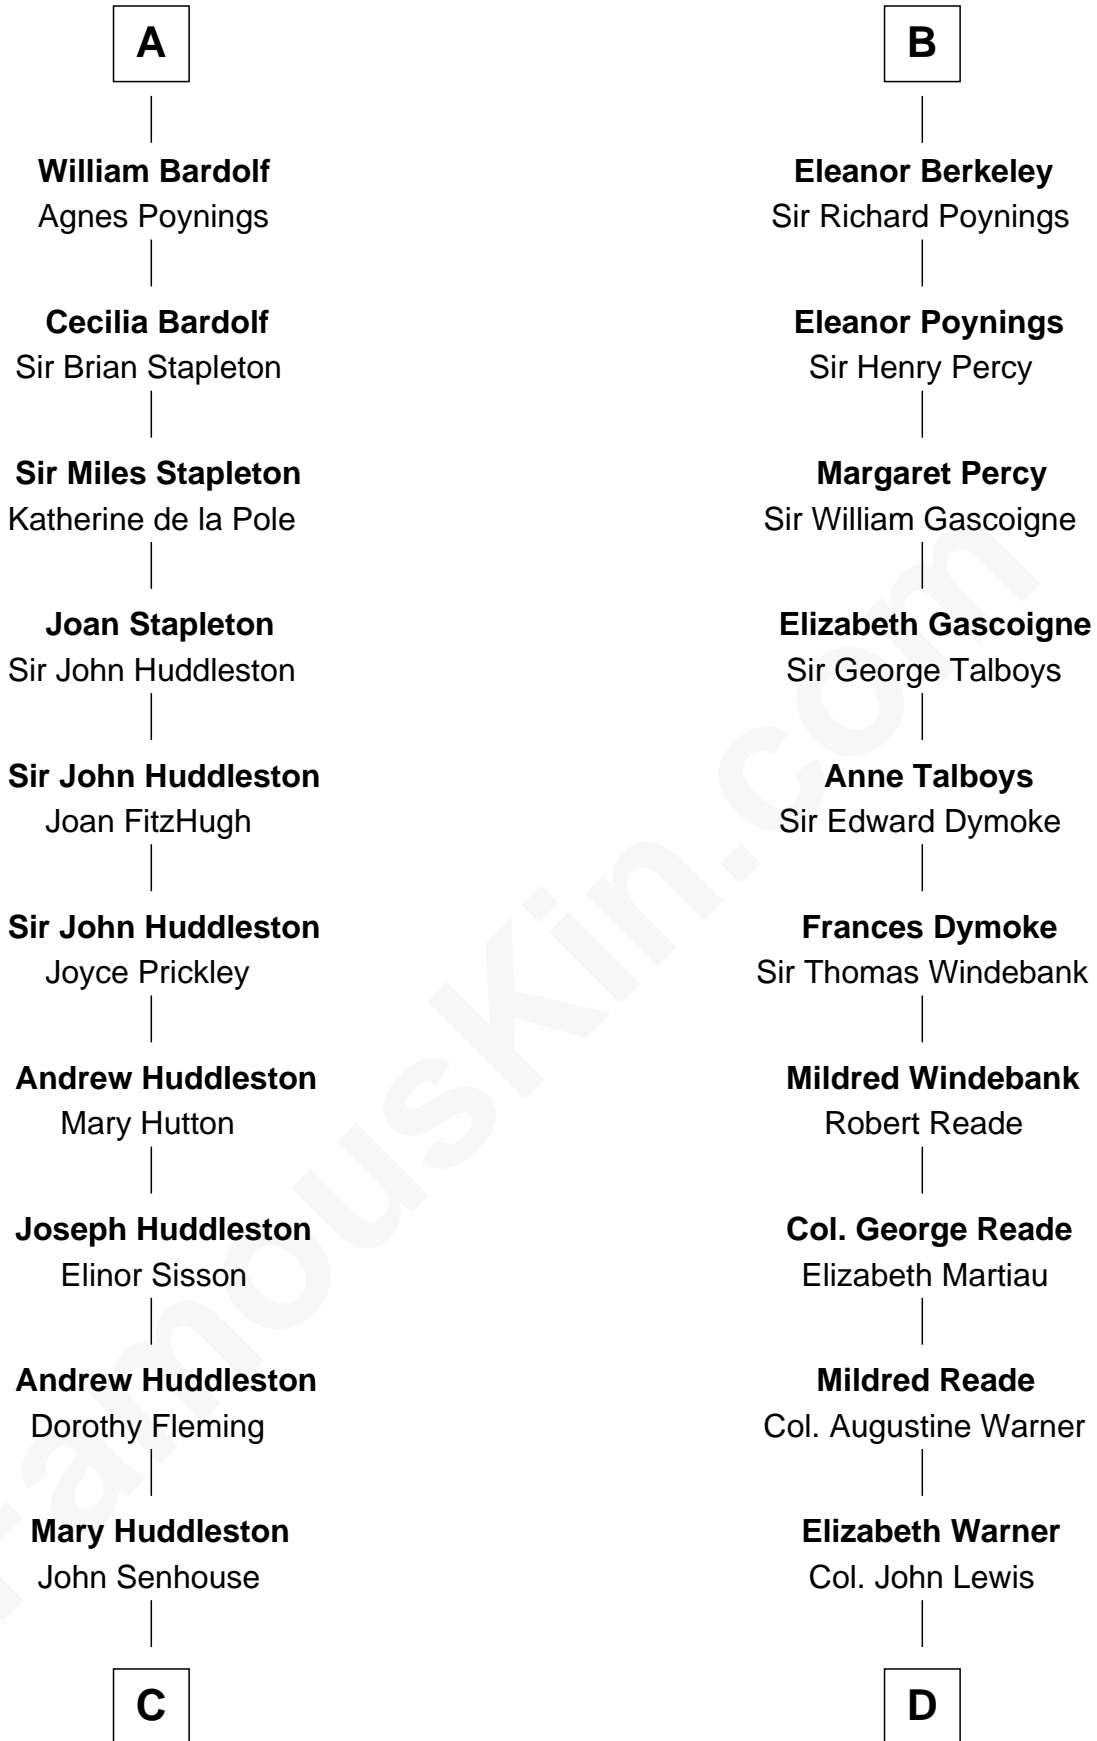 A
William Bardolf
Agnes Poynings
Cecilia Bardolf
Sir Brian Stapleton
Sir Miles Stapleton
Katherine de la Pole
Joan Stapleton
Sir John Huddleston
Sir John Huddleston
Joan FitzHugh
Sir John Huddleston
Joyce Prickley
Andrew Huddleston
Mary Hutton
Joseph Huddleston
Elinor Sisson
Andrew Huddleston
Dorothy Fleming
Mary Huddleston
John Senhouse
C
B
Eleanor Berkeley
Sir Richard Poynings
Eleanor Poynings
Sir Henry Percy
Margaret Percy
Sir William Gascoigne
Elizabeth Gascoigne
Sir George Talboys
Anne Talboys
Sir Edward Dymoke
Frances Dymoke
Sir Thomas Windebank
Mildred Windebank
Robert Reade
Col. George Reade
Elizabeth Martiau
Mildred Reade
Col. Augustine Warner
Elizabeth Warner
Col. John Lewis
D
FamousKin.com